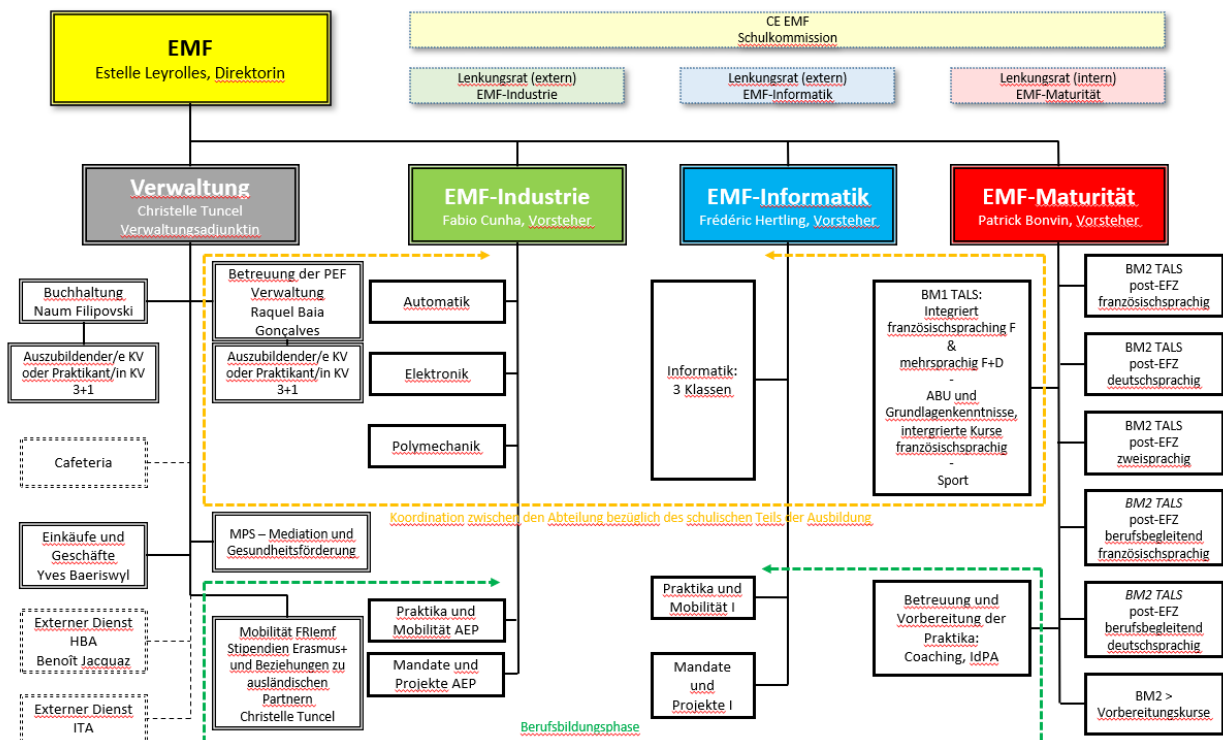 EMF
Estelle Leyrolles, Direktorin
CE EMF
Schulkommission
Lenkungsrat (extern)
EMF-Industrie
Lenkungsrat (extern)
EMF-Informatik
Lenkungsrat (intern)
EMF-Maturität
Verwaltung
Christelle Tuncel
Verwaltungsadjunktin
EMF-Industrie
Fabio Cunha, Vorsteher
EMF-Informatik
Frédéric Hertling, Vorsteher
EMF-Maturität
Patrick Bonvin, Vorsteher
Buchhaltung
Naum Filipovski
Auszubildender/e KV
oder Praktikant/in KV
3+1
Betreuung der PEF
Verwaltung
Raquel Baia
Gonçalves
Auszubildender/e KV
oder Praktikant/in KV
3+1
Cafeteria
Einkäufe und
Geschäfte
Yves Baeriswyl
MPS – Mediation und
Gesundheitsförderung
Externer Dienst
HBA
Benoît Jacquaz
Externer Dienst
ITA
Mobilität FRIemf
Stipendien Erasmus+
und Beziehungen zu
ausländischen
Partnern
Christelle Tuncel
Automatik
Elektronik
Polymechanik
Praktika und
Mobilität AEP
Mandate und
Projekte AEP
Informatik:
3 Klassen
Praktika und
Mobilität I
Mandate
und
Projekte I
BM1 TALS:
Integriert
französischspraching F
&
mehrsprachig F+D
-
ABU und
Grundlagenkenntnisse,
intergrierte Kurse
französischsprachig
-
Sport
Betreuung und
Vorbereitung der
Praktika:
Coaching, IdPA
BM2 TALS
post-EFZ
französischsprachig
BM2 TALS
post-EFZ
deutschsprachig
BM2 TALS
post-EFZ
zweisprachig
BM2 TALS
post-EFZ
berufsbegleitend
französischsprachig
BM2 TALS
post-EFZ
berufsbegleitend
deutschsprachig
BM2 >
Vorbereitungskurse
Koordination zwischen den Abteilung bezüglich des schulischen Teils der Ausbildung
Berufsbildungsphase